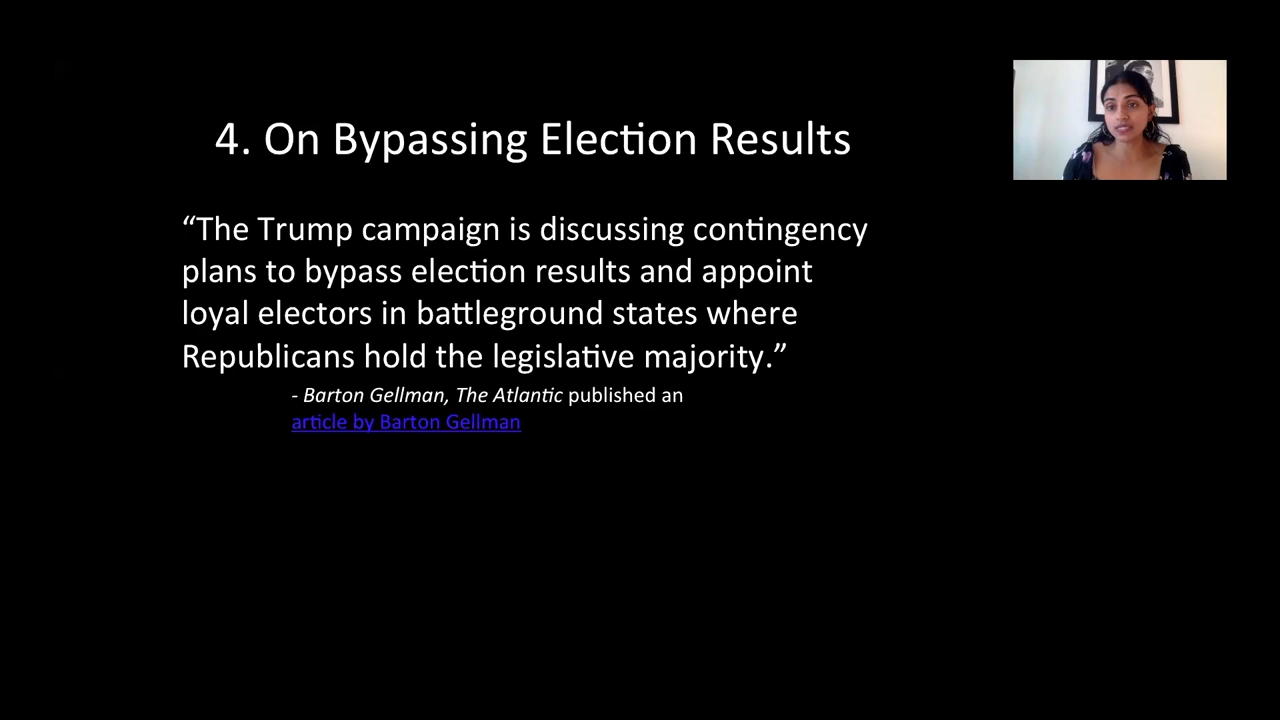 4. On Bypassing Election Results
“The Trump campaign is discussing contingency
plans to bypass election results and appoint
loyal electors in battleground states where
Republicans hold the legislative majority.”
- Barton Gellman, The Atlantic published an
article by Barton Gellman